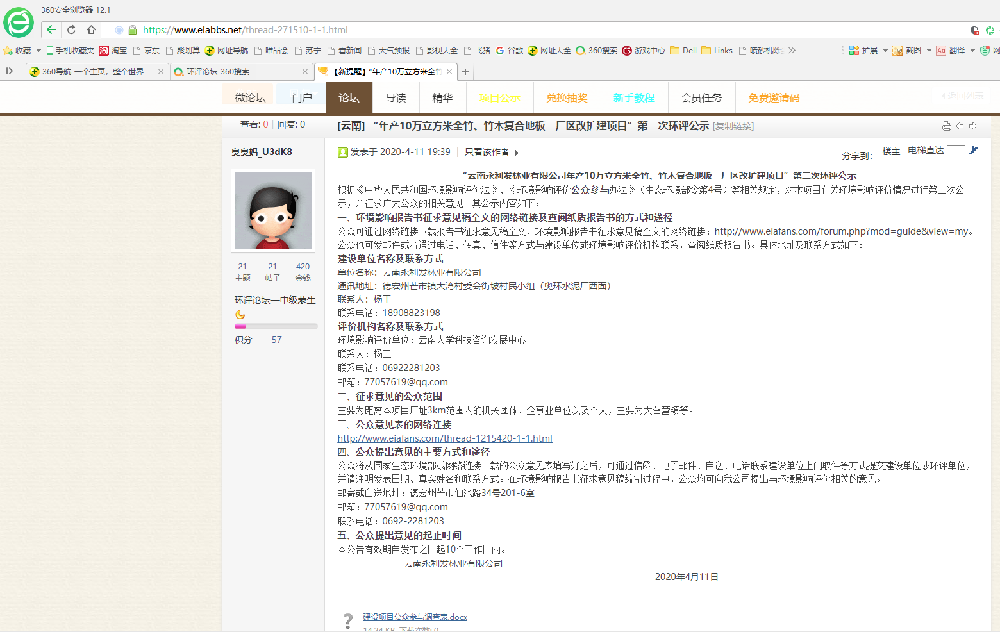 360安全浏览器 12.1
https://www.eiabbs.net/thread-271510-1-1.html
收藏 手机收藏夹 淘宝 京东 聚划算 网址导航 唯品会 苏宁 看新闻 天气预报 影视大全 飞猪 谷歌 网址大全 360搜索 游戏中心 Dell Links 喷砂机除 扩展 截图 翻译 网
360导航_一个主页，整个世界
环评论坛_360搜索
【新提醒】“年产10万立方米全竹
微论坛 门户 论坛 导读 精华 项目公示 兑换抽奖 新手教程 会员任务 免费邀请码 返回列表
查看: 0 | 回复: 0
[云南] “年产10万立方米全竹、竹木复合地板一厂区改扩建项目”第二次环评公示 [复制链接]
臭臭妈_U3dK8
发表于 2020-4-11 19:39 | 只看该作者
分享到： 楼主 电梯直达
“云南永利发林业有限公司年产10万立方米全竹、竹木复合地板一厂区改扩建项目”第二次环评公示
根据《中华人民共和国环境影响评价法》、《环境影响评价公众参与办法》（生态环境部令第4号）等相关规定，对本项目有关环境影响评价情况进行第二次公
示，并征求广大公众的相关意见。其公示内容如下：
一、环境影响报告书征求意见稿全文的网络链接及查阅纸质报告书的方式和途径
公众可通过网络链接下载报告书征求意见稿全文，环境影响报告书征求意见稿全文的网络链接：http://www.eiafans.com/forum.php?mod=guide&view=my。
公众也可发邮件或者通过电话、传真、信件等方式与建设单位或环境影响评价机构联系，查阅纸质报告书。具体地址及联系方式如下：
建设单位名称及联系方式
单位名称：云南永利发林业有限公司
通讯地址：德宏州芒市镇大湾村委会街坡村民小组（奥环水泥厂西面）
联系人：杨工
联系电话：18908823198
评价机构名称及联系方式
环境影响评价单位：云南大学科技咨询发展中心
联系人：杨工
联系电话：06922281203
邮箱：77057619@qq.com
二、征求意见的公众范围
主要为距离本项目厂址3km范围内的机关团体、企事业单位以及个人，主要为大召营镇等。
三、公众意见表的网络连接
http://www.eiafans.com/thread-1215420-1-1.html
四、公众提出意见的主要方式和途径
公众将从国家生态环境部或网络链接下载的公众意见表填写好之后，可通过信函、电子邮件、自送、电话联系建设单位上门取件等方式提交建设单位或环评单位，
并请注明发表日期、真实姓名和联系方式。在环境影响报告书征求意见稿编制过程中，公众均可向我公司提出与环境影响评价相关的意见。
邮寄或自送地址：德宏州芒市仙池路34号201-6室
邮箱：77057619@qq.com
联系电话：0692-2281203
五、公众提出意见的起止时间
本公告有效期自发布之日起10个工作日内。
云南永利发林业有限公司
2020年4月11日
21 21 420
主题 帖子 金钱
环评论坛—中级蒙生
积分 57
建设项目公众参与调查表.docx
14.24 KB, 下载次数: 0